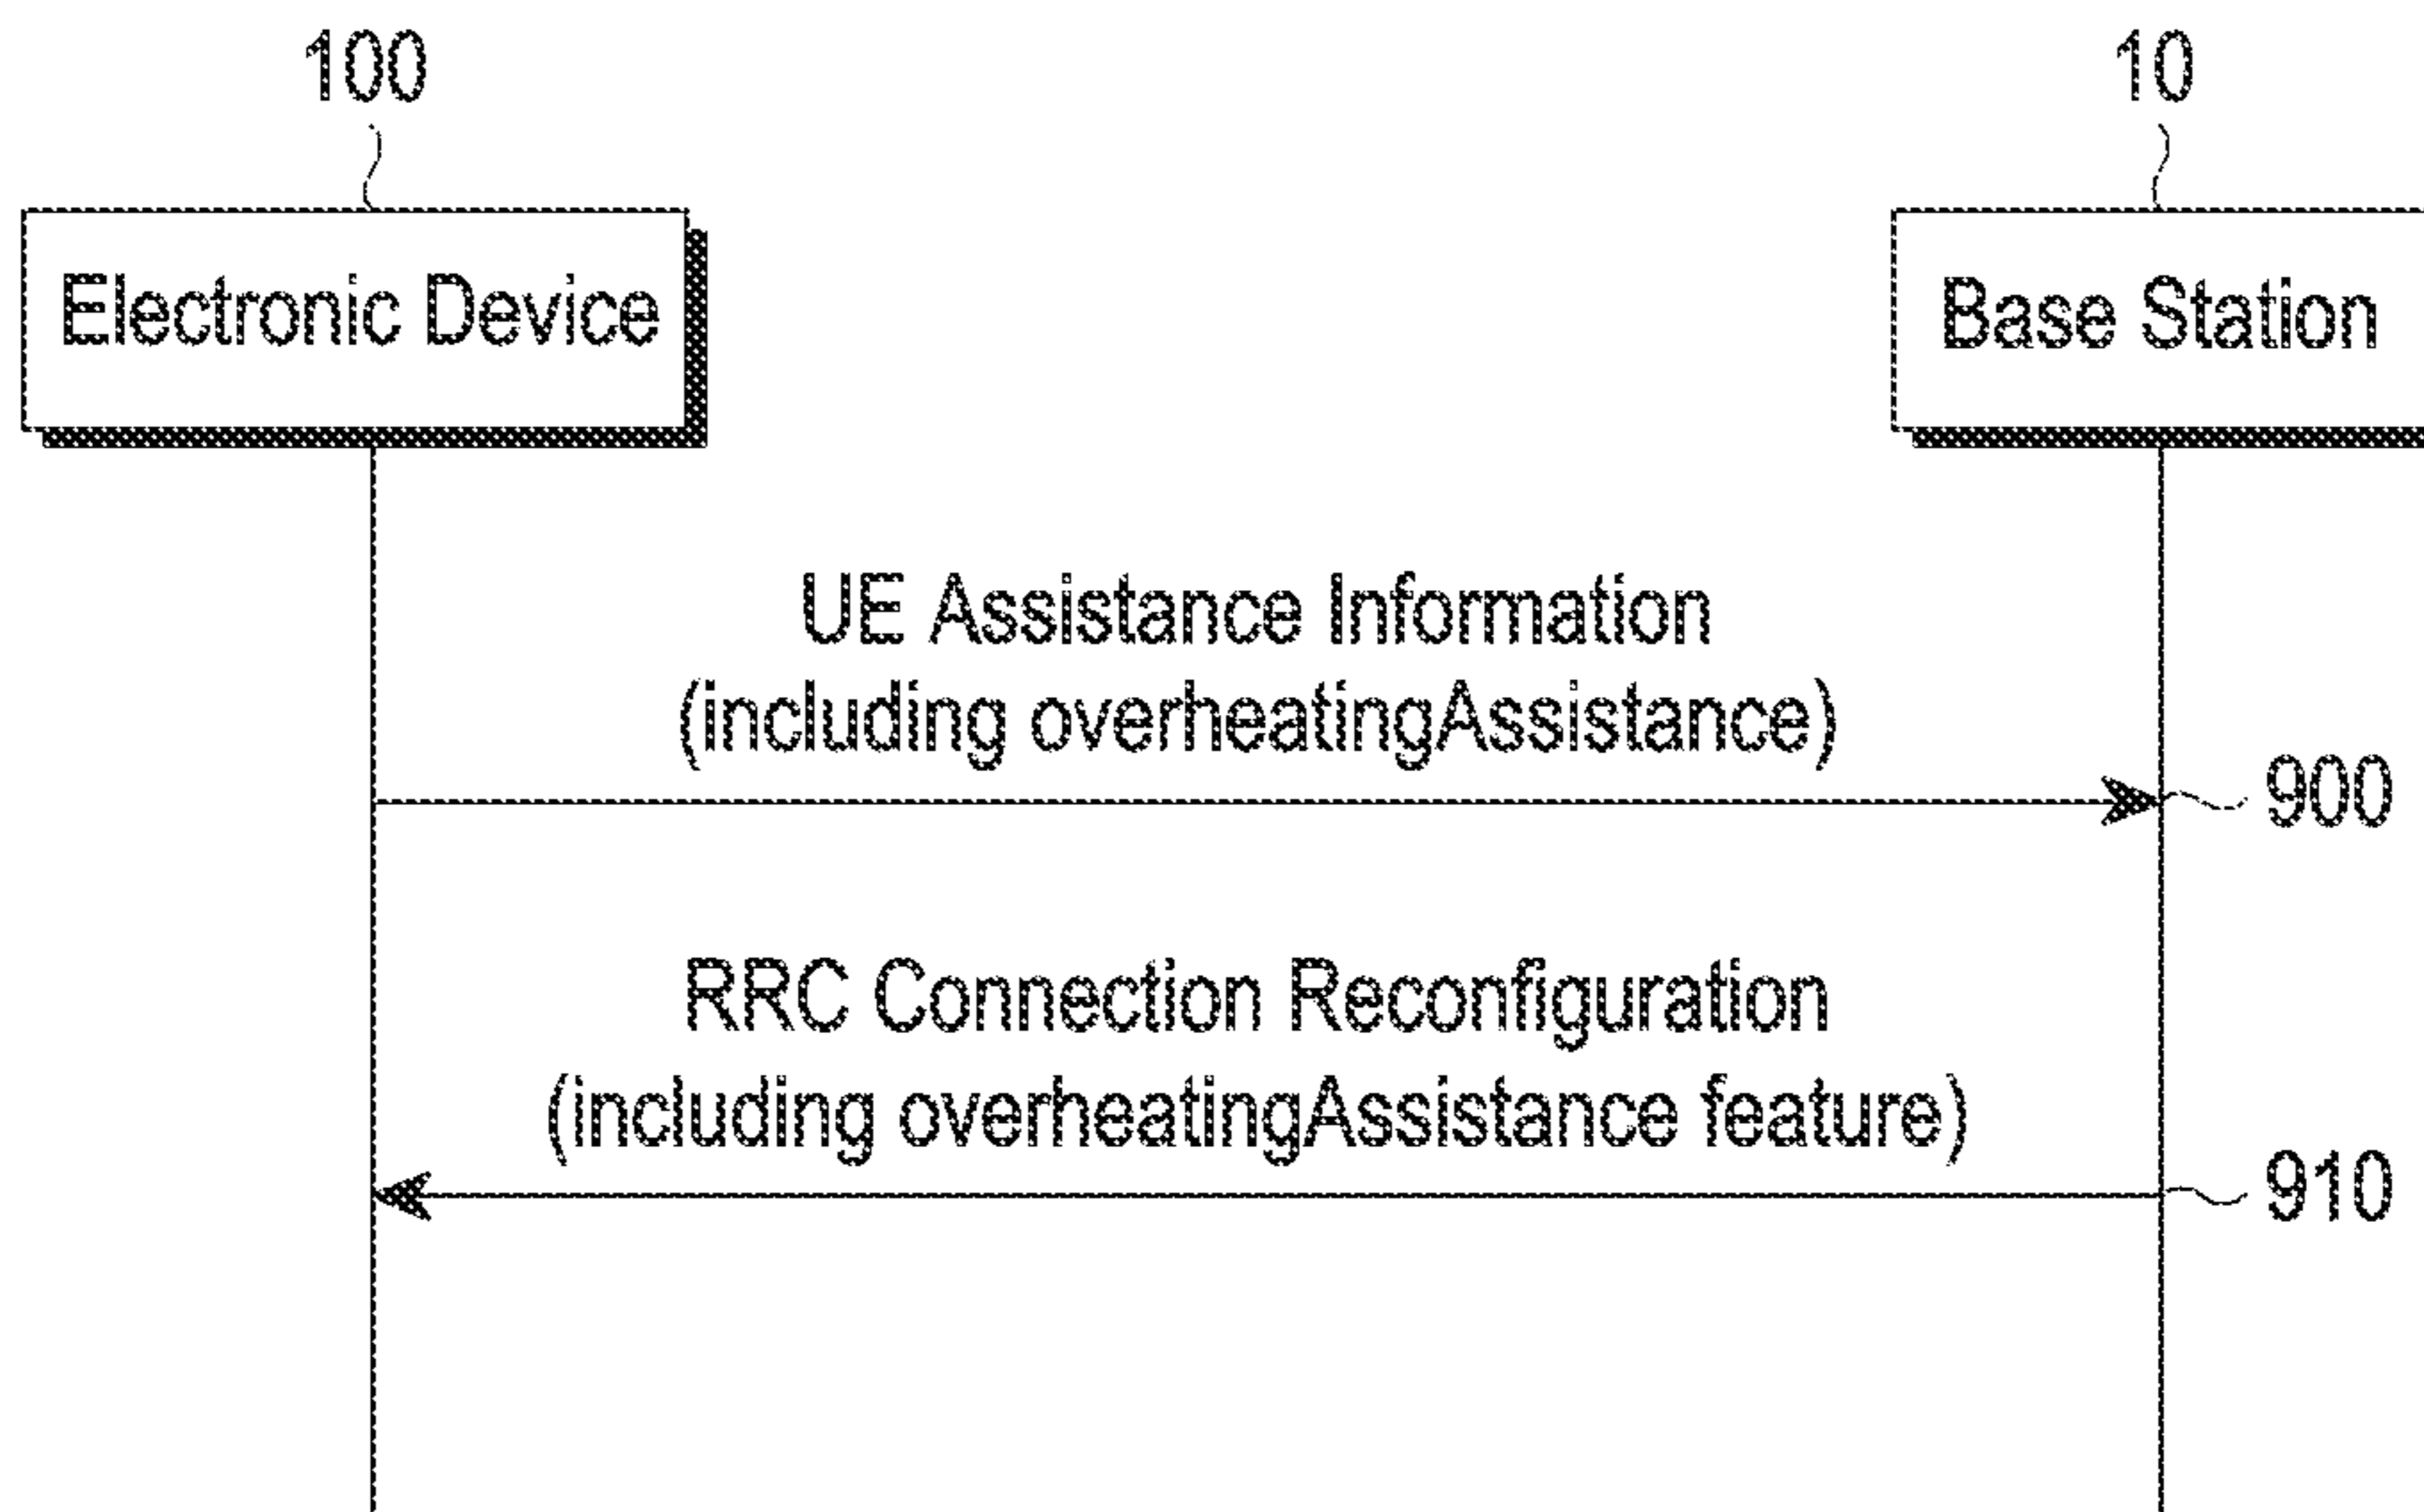 100
10
Electronic Device
Base Station
UE Assistance Information
(including overheatingAssistance)
900
RRC Connection Reconfiguration
(including overheatingAssistance feature)
910